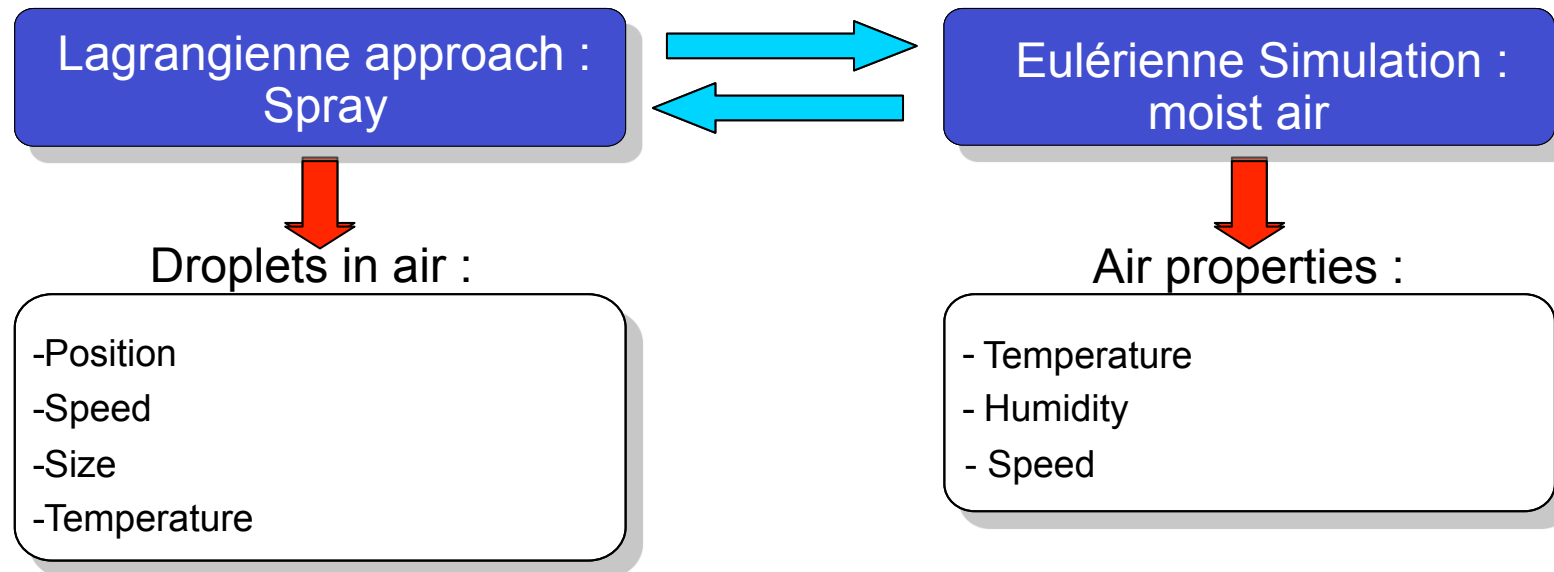 Lagrangienne approach :
Spray
Eulérienne Simulation :
moist air
Droplets in air :
-Position
-Speed
-Size
-Temperature
Air properties :
- Temperature
- Humidity
- Speed